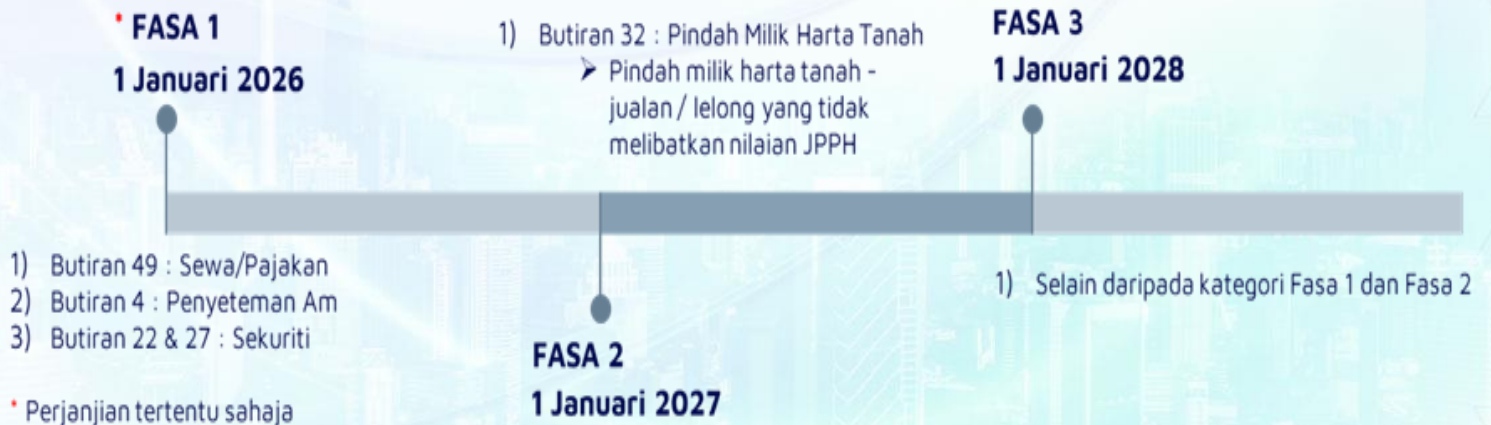 * FASA 1
1 Januari 2026
1) Butiran 49 : Sewa/Pajakan
2) Butiran 4 : Penyeteman Am
3) Butiran 22 & 27 : Sekuriti
* Perjanjian tertentu sahaja
1) Butiran 32 : Pindah Milik Harta Tanah
➢ Pindah milik harta tanah -
jualan / lelong yang tidak
melibatkan nilaian JPPH
FASA 2
1 Januari 2027
FASA 3
1 Januari 2028
1) Selain daripada kategori Fasa 1 dan Fasa 2